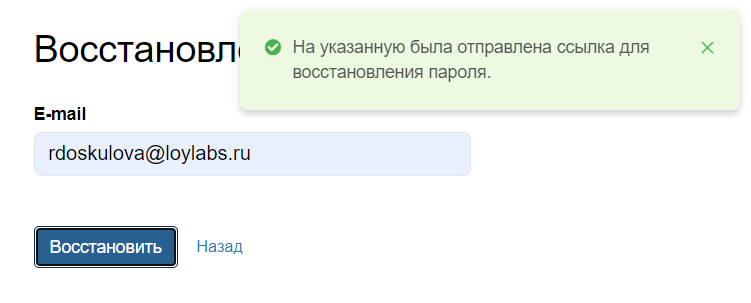 Восстановле
На указанную была отправлена ссылка для
восстановления пароля.
E-mail
rdoskulova@loylabs.ru
Восстановить
Назад